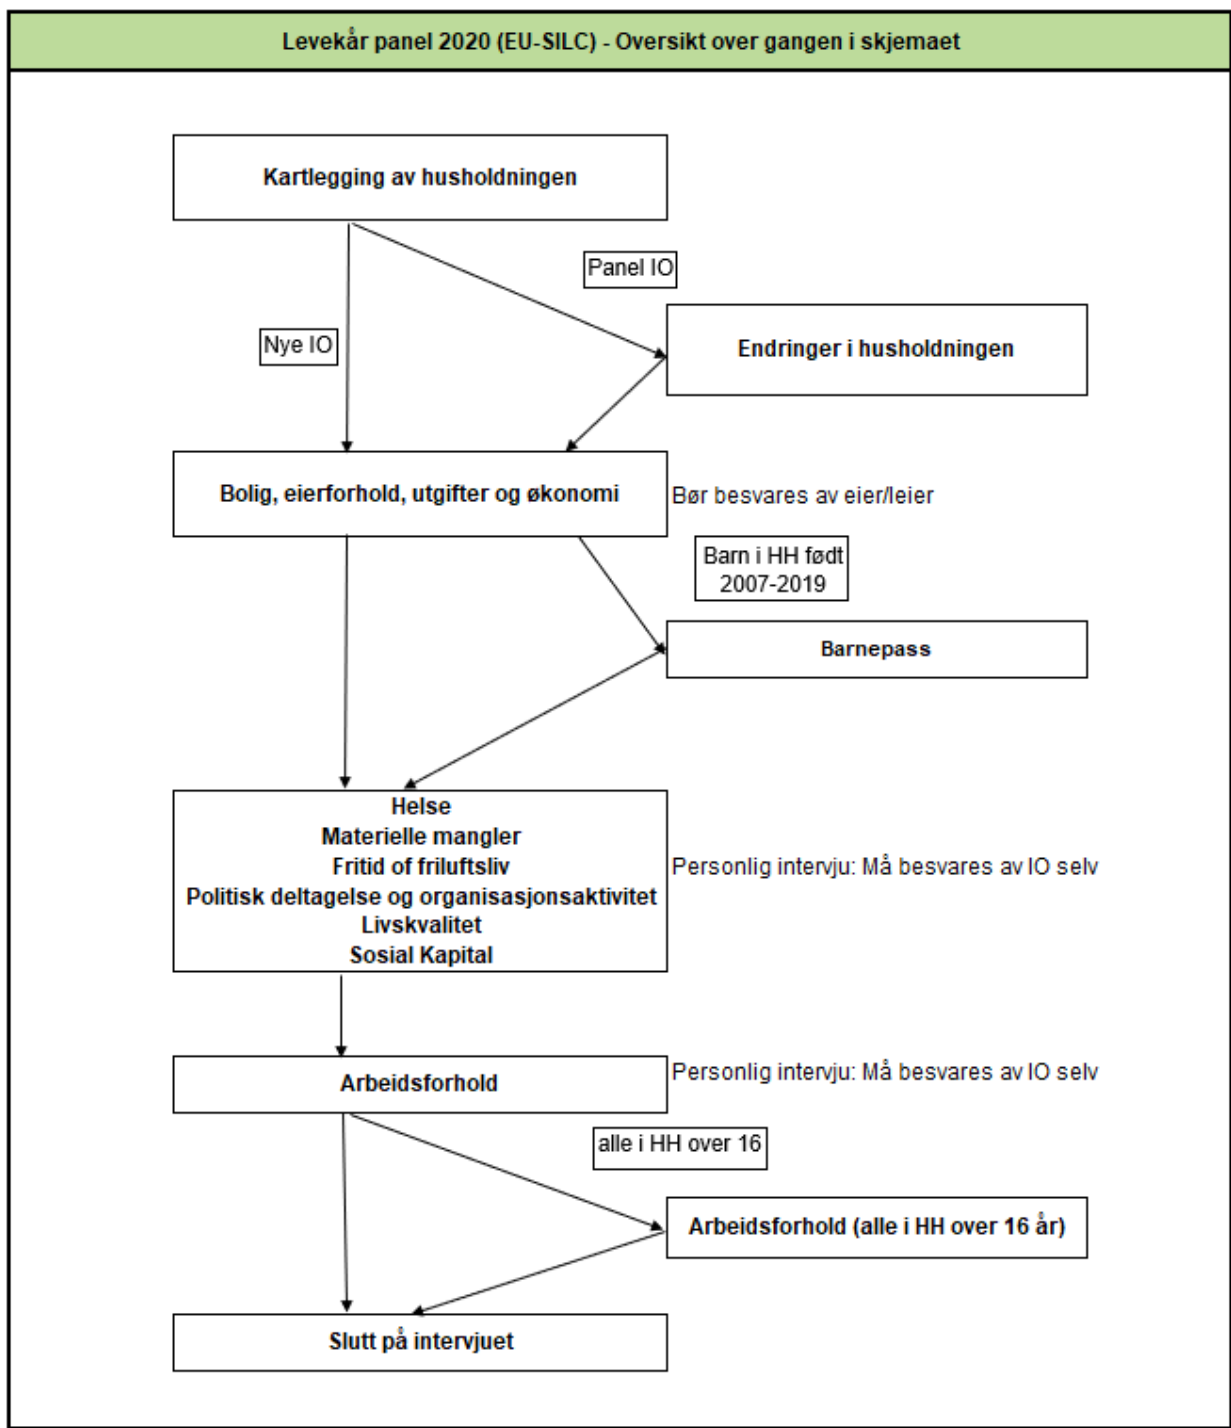 Levekår panel 2020 (EU-SILC) - Oversikt over gangen i skjemaet
Kartlegging av husholdningen
Panel IO
Nye IO
Endringer i husholdningen
Bolig, eierforhold, utgifter og økonomi
Bør besvares av eier/leier
Barn i HH født
2007-2019
Barnepass
Helse
Materielle mangler
Fritid of friluftsliv
Politisk deltagelse og organisasjonsaktivitet
Livskvalitet
Sosial Kapital
Personlig intervju: Må besvares av IO selv
Arbeidsforhold
Personlig intervju: Må besvares av IO selv
alle i HH over 16
Arbeidsforhold (alle i HH over 16 år)
Slutt på intervjuet